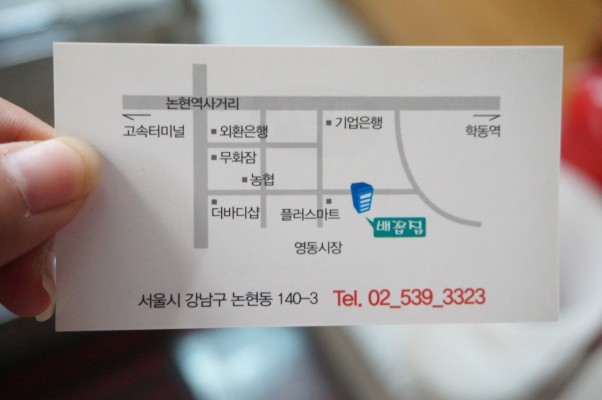 논현역사거리
고속터미널
외환은행
기업은행
학동역
무화잠
농협
더바디샵
플러스마트
배꼽집
영동시장
서울시 강남구 논현동 140-3 Tel. 02_539_3323